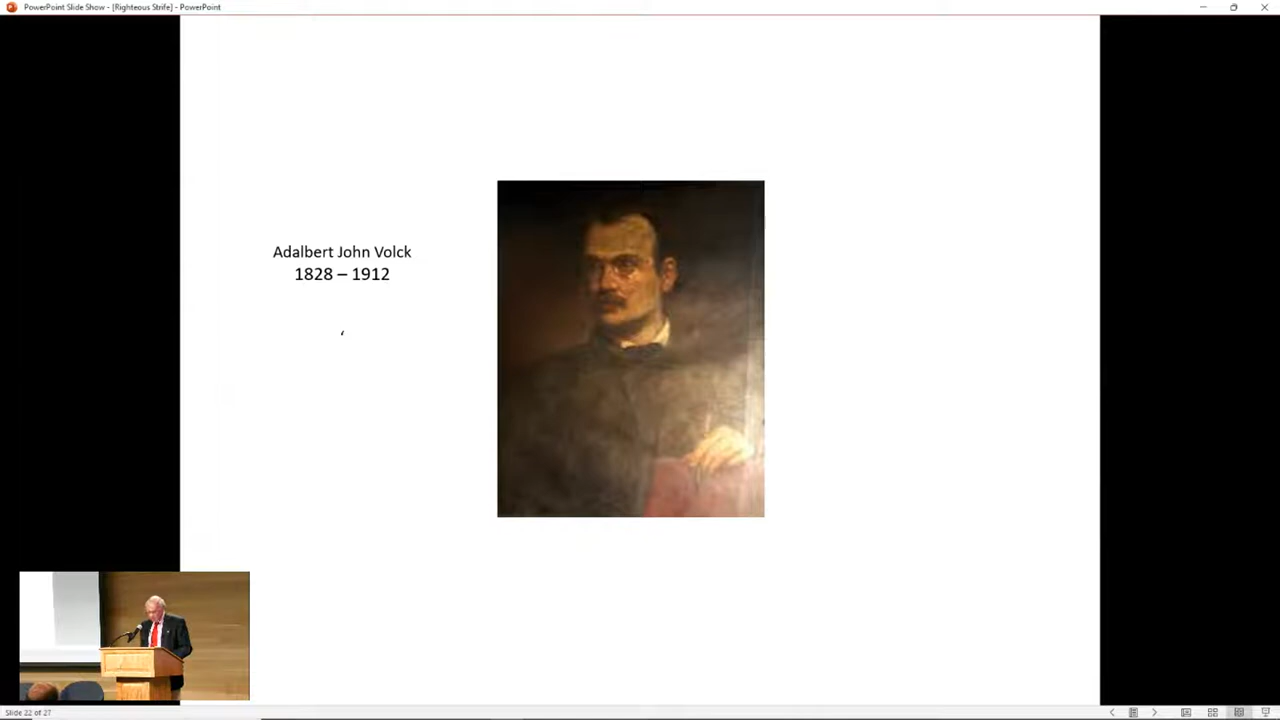 PowerPoint Slide Show - [Righteous Strife] - PowerPoint
Adalbert John Volck
1828 – 1912
‘
Slide 22 of 27